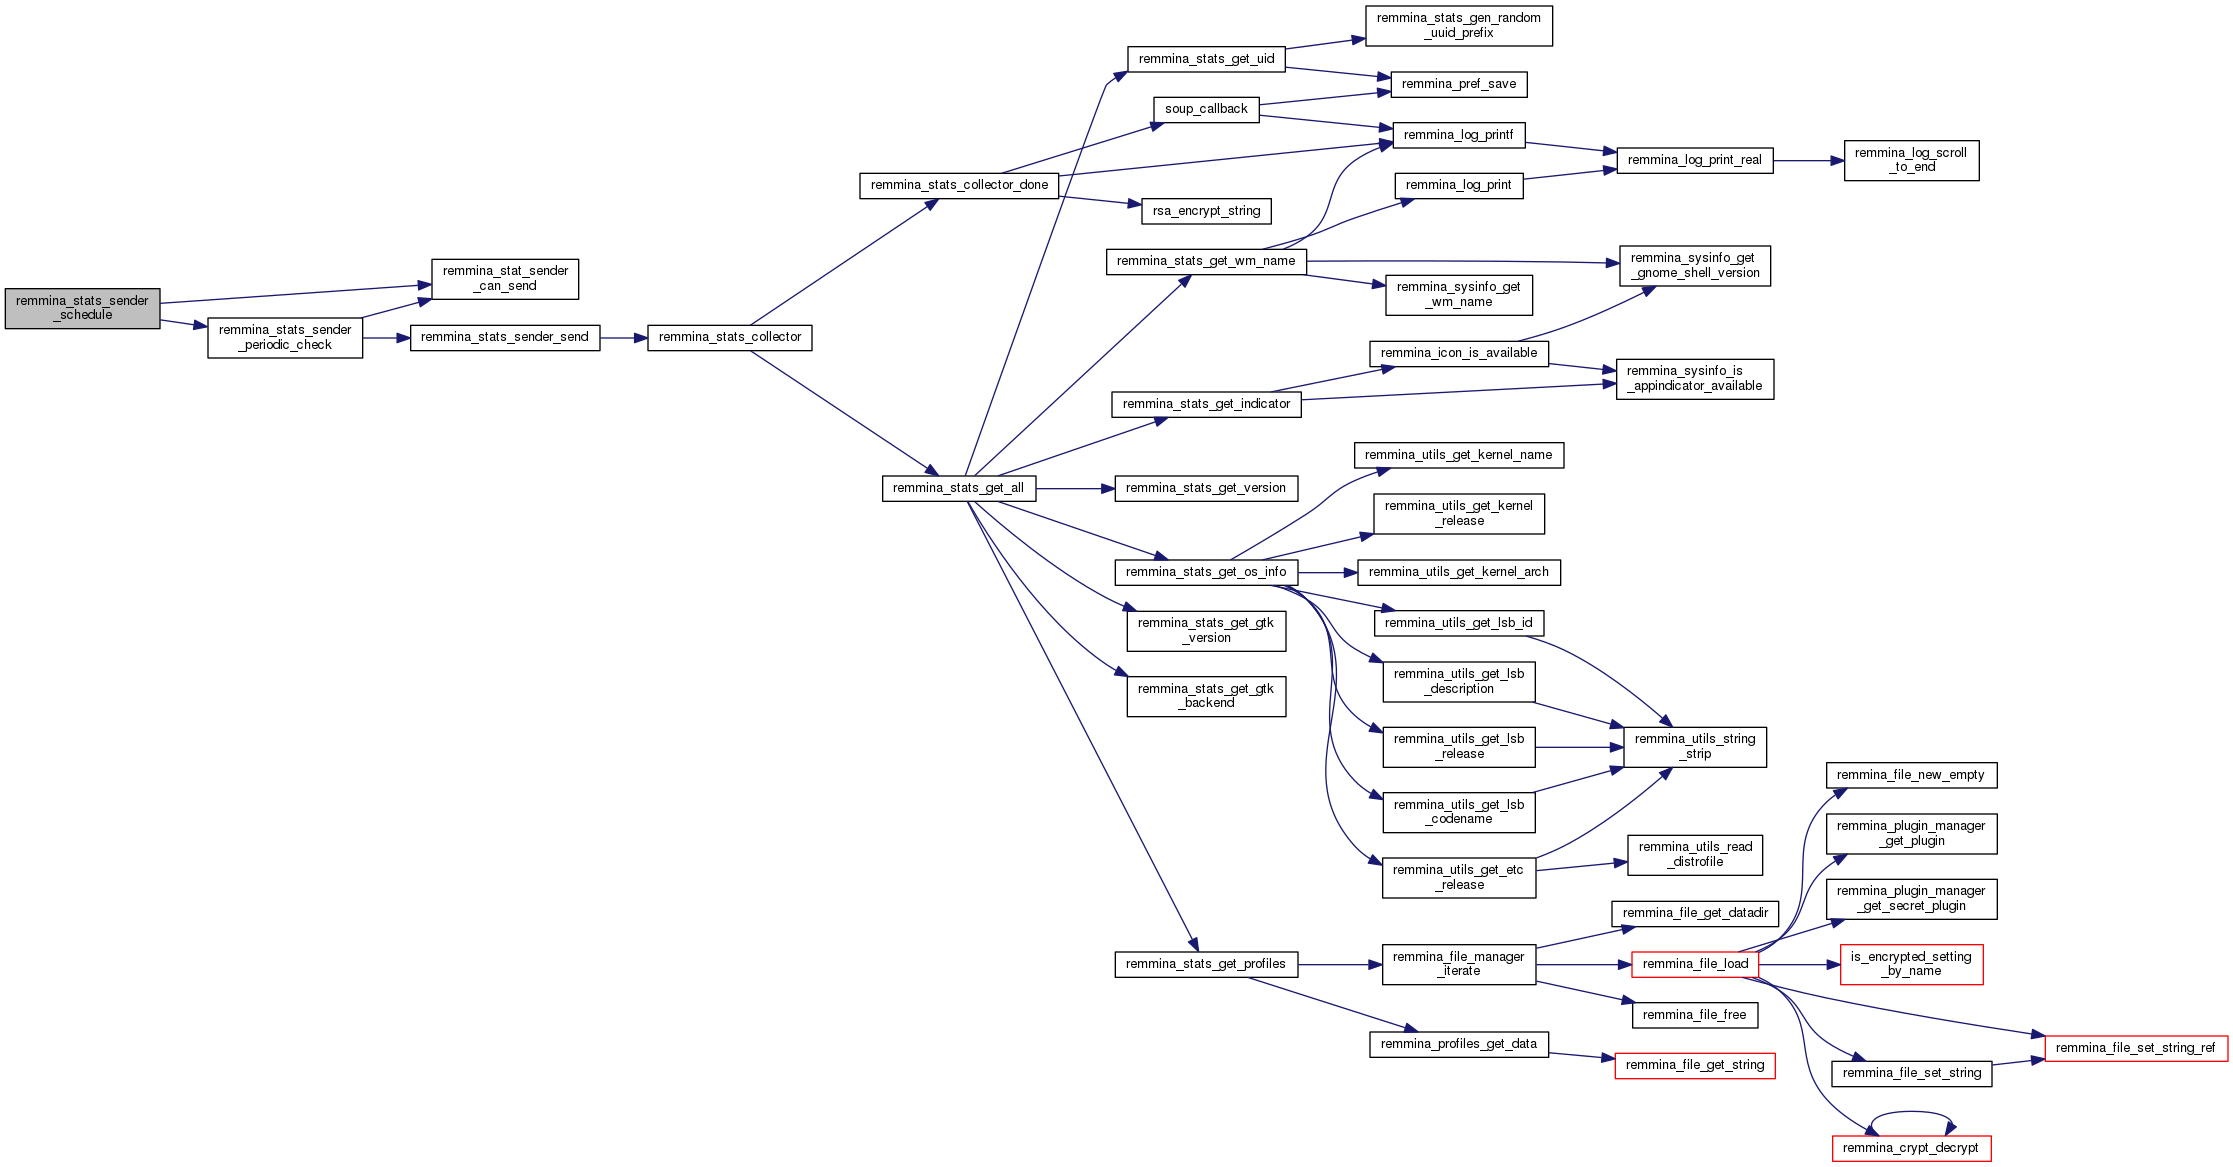 remmina_stats_sender
_schedule
remmina_stat_sender
_can_send
remmina_stats_sender
_periodic_check
remmina_stats_sender_send
remmina_stats_collector
remmina_stats_collector_done
remmina_stats_get_all
remmina_stats_get_uid
soup_callback
rsa_encrypt_string
remmina_stats_get_wm_name
remmina_stats_get_indicator
remmina_stats_get_version
remmina_stats_get_os_info
remmina_stats_get_gtk
_version
remmina_stats_get_gtk
_backend
remmina_stats_get_profiles
remmina_stats_gen_random
_uuid_prefix
remmina_pref_save
remmina_log_printf
remmina_log_print
remmina_sysinfo_get
_wm_name
remmina_icon_is_available
remmina_utils_get_kernel_name
remmina_utils_get_kernel
_release
remmina_utils_get_kernel_arch
remmina_utils_get_lsb_id
remmina_utils_get_lsb
_description
remmina_utils_get_lsb
_release
remmina_utils_get_lsb
_codename
remmina_utils_get_etc
_release
remmina_file_manager
_iterate
remmina_profiles_get_data
remmina_log_print_real
remmina_sysinfo_get
_gnome_shell_version
remmina_sysinfo_is
_appindicator_available
remmina_utils_string
_strip
remmina_utils_read
_distrofile
remmina_file_get_datadir
remmina_file_load
remmina_file_free
remmina_file_get_string
remmina_log_scroll
_to_end
remmina_file_new_empty
remmina_plugin_manager
_get_plugin
remmina_plugin_manager
_get_secret_plugin
is_encrypted_setting
_by_name
remmina_file_set_string
remmina_crypt_decrypt
remmina_file_set_string_ref